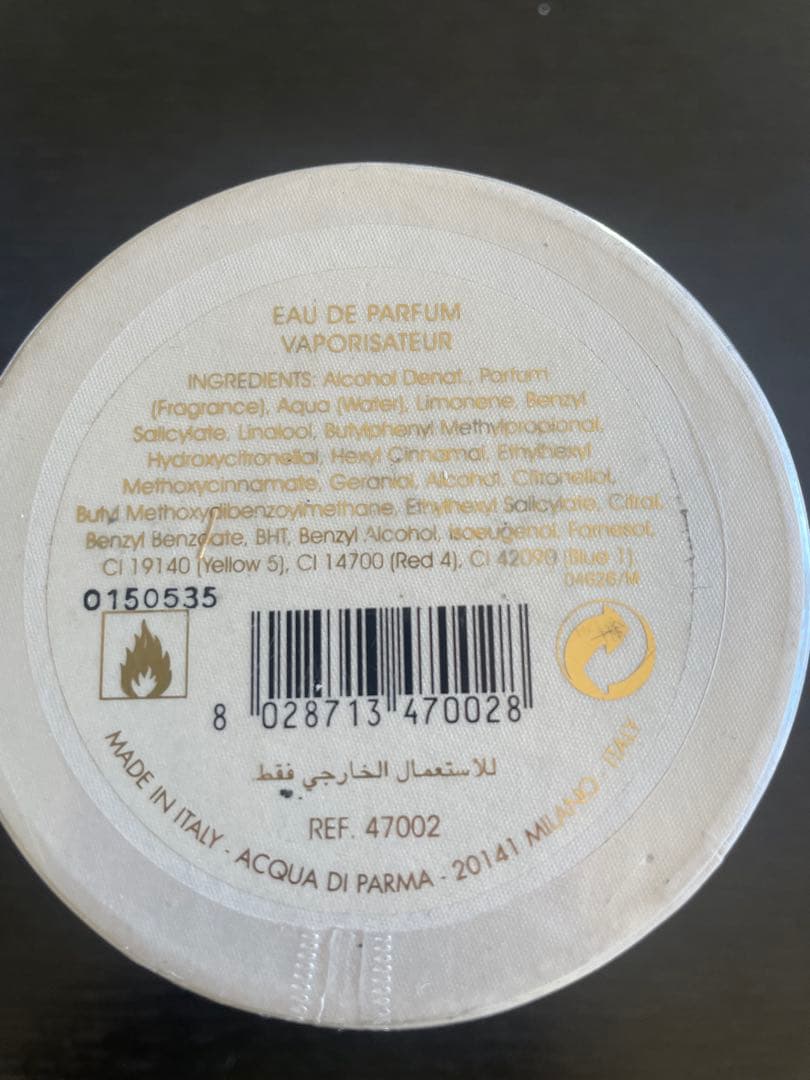 EAU DE PARFUM
VAPORISATEUR
INGREDIENTS: Alcohol Denat., Parfum
(Fragrance), Aqua (Water), Limonene, Benzyl
Salicylate, Linalool, Butylphenyl Methylpropional,
Hydroxycitronellal, Hexyl Cinnamal, Ethylhexyl
Methoxycinnamate, Geraniol, Alcohol, Citronellol,
Butyl Methoxydibenzoylmethane, Ethylhexyl Salicylate, Citral,
Benzyl Benzoate, BHT, Benzyl Alcohol, Isoeugenol, Farnesol,
CI 19140 (Yellow 5), CI 14700 (Red 4), CI 42090 (Blue 1).
04626/M
0150535
8 028713 470028
للاستعمال الخارجي فقط
REF. 47002
MADE IN ITALY - ACQUA DI PARMA - 20141 MILANO - ITALY